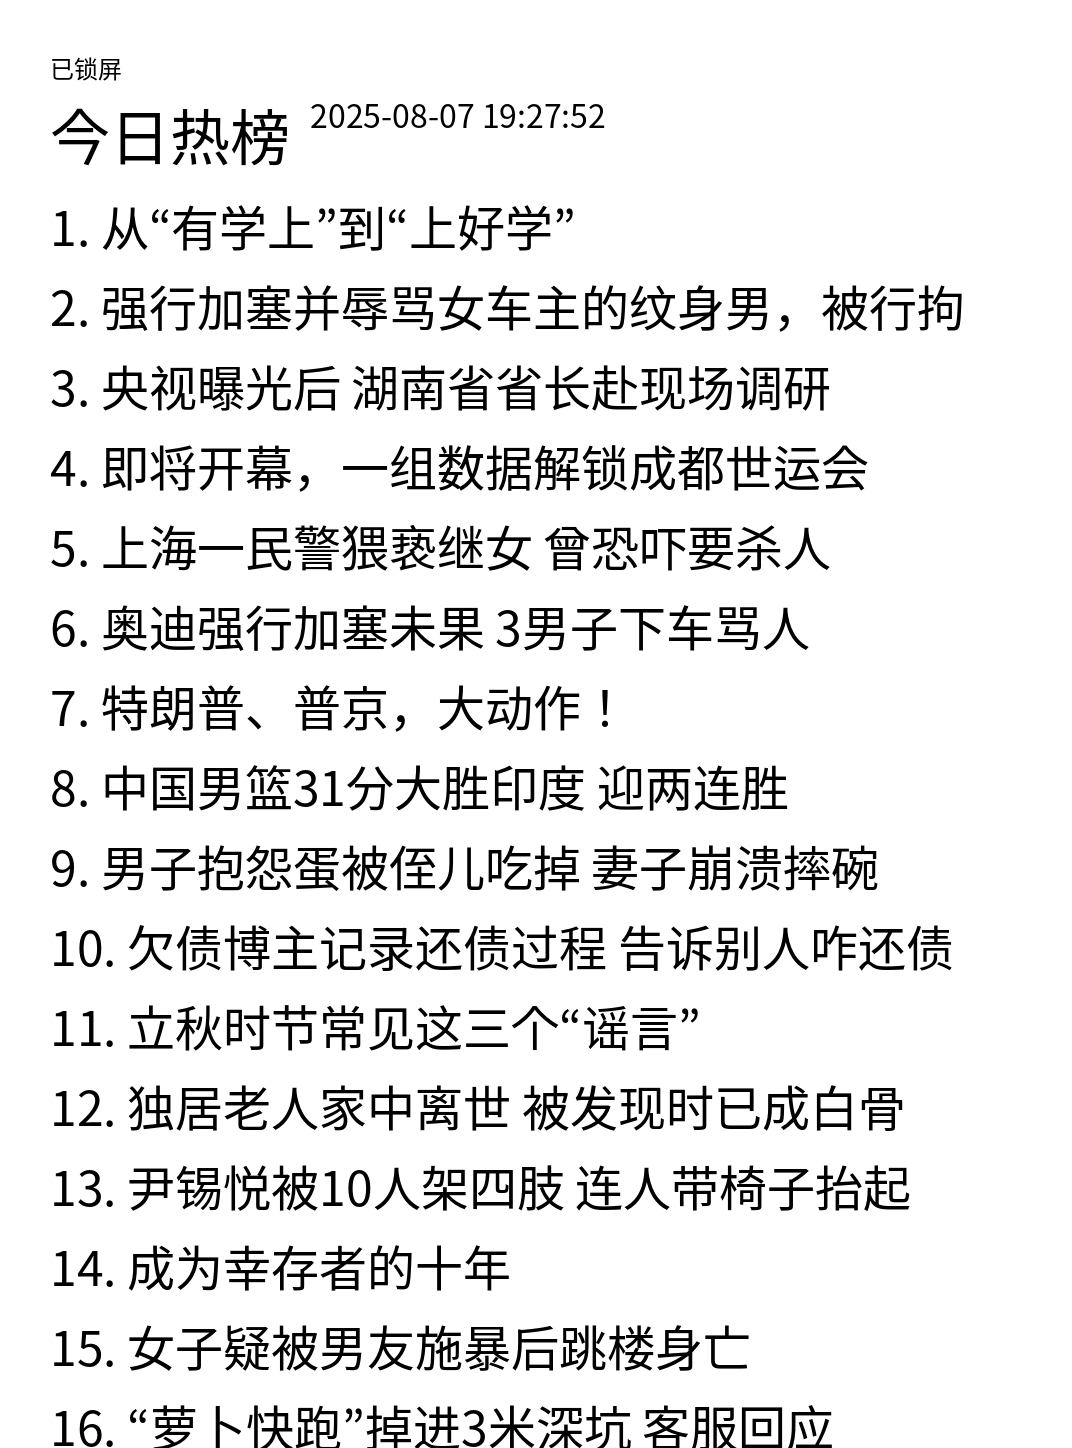 已锁屏
今日热榜 2025-08-07 19:27:52
1. 从“有学上”到“上好学”
2. 强行加塞并辱骂女车主的纹身男，被行拘
3. 央视曝光后 湖南省省长赴现场调研
4. 即将开幕，一组数据解锁成都世运会
5. 上海一民警猥亵继女 曾恐吓要杀人
6. 奥迪强行加塞未果 3男子下车骂人
7. 特朗普、普京，大动作！
8. 中国男篮31分大胜印度 迎两连胜
9. 男子抱怨蛋被侄儿吃掉 妻子崩溃摔碗
10. 欠债博主记录还债过程 告诉别人咋还债
11. 立秋时节常见这三个“谣言”
12. 独居老人家中离世 被发现时已成白骨
13. 尹锡悦被10人架四肢 连人带椅子抬起
14. 成为幸存者的十年
15. 女子疑被男友施暴后跳楼身亡
16. “萝卜快跑”掉进3米深坑 客服回应